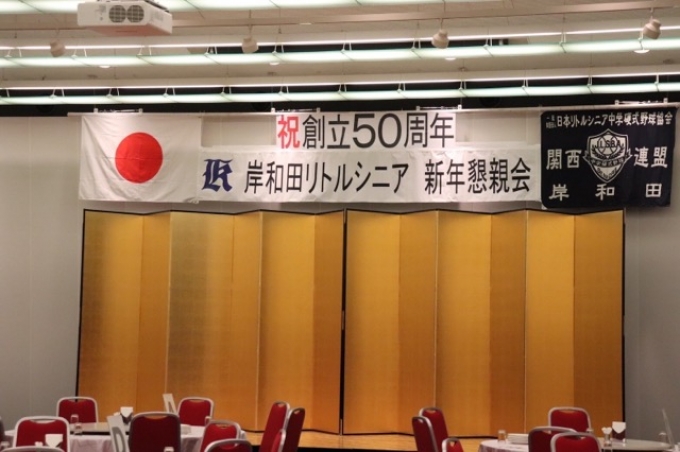 祝創立50周年
K 岸和田リトルシニア 新年懇親会
日本リトルシニア中学硬式野球協会
関西連盟
岸和田